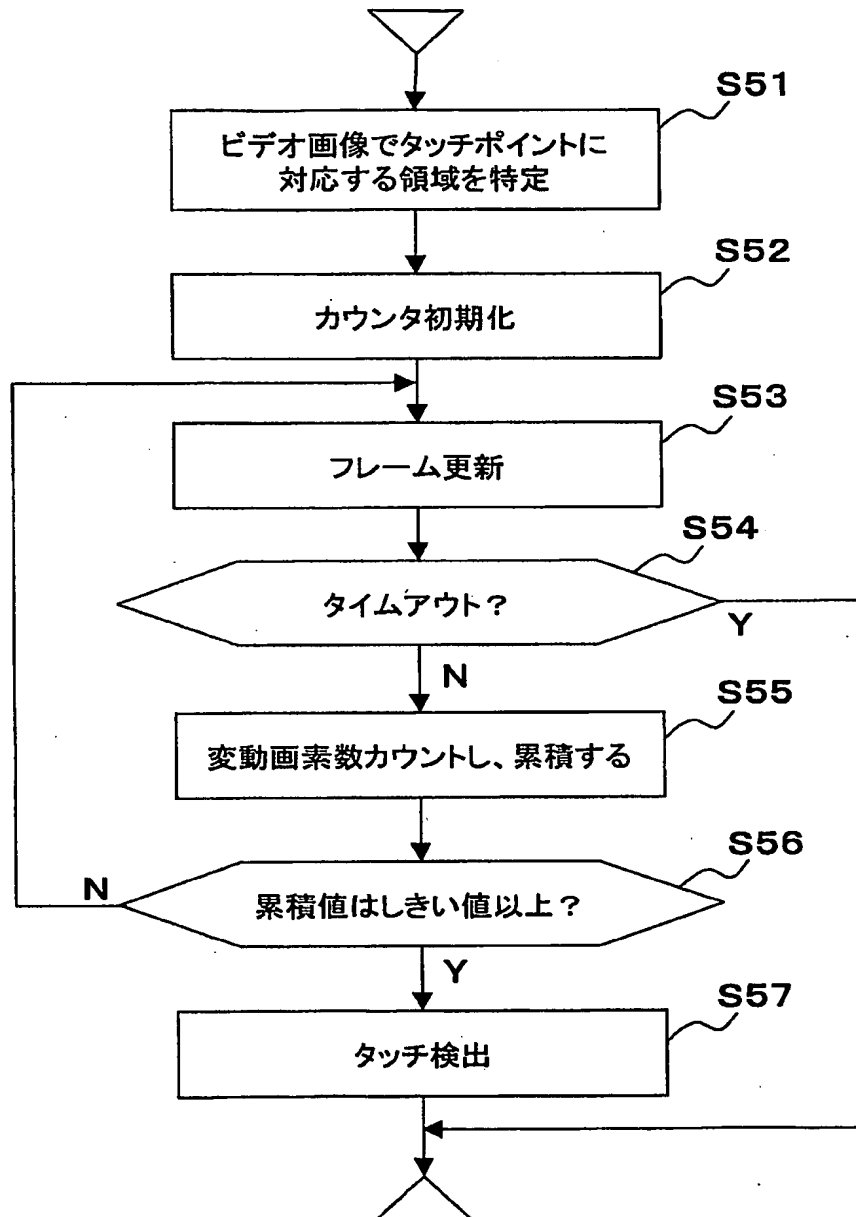 S51
ビデオ画像でタッチポイントに
対応する領域を特定
S52
カウンタ初期化
S53
フレーム更新
S54
タイムアウト？
Y
N
S55
変動画素数カウントし、累積する
S56
N
累積値はしきい値以上？
Y
S57
タッチ検出